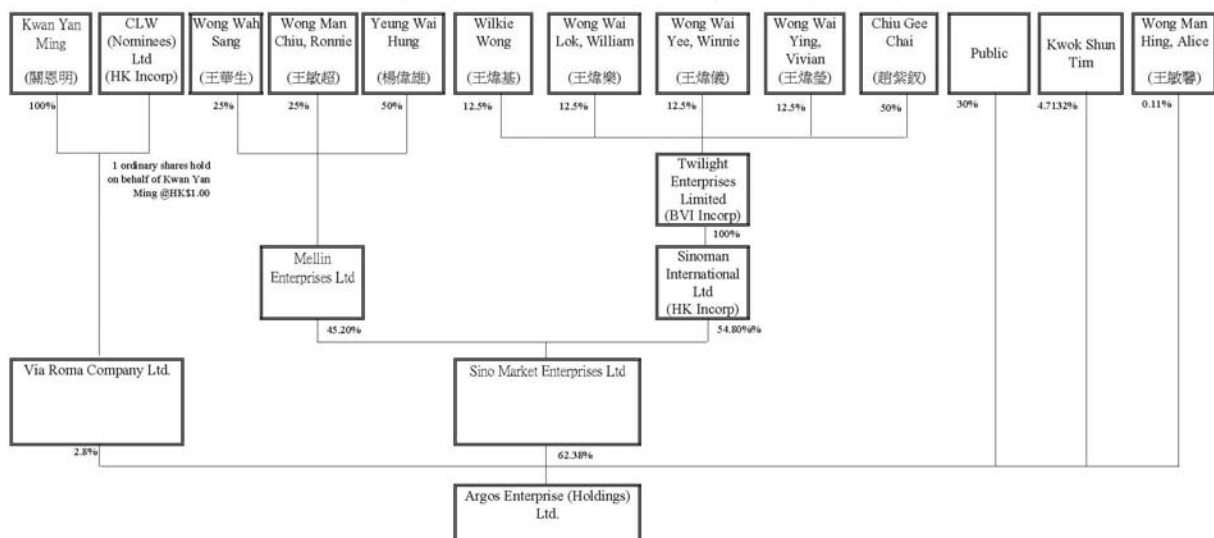 Kwan Yan
Ming
(關恩明)
CLW
(Nominees)
Ltd
(HK Incorp)
Wong Wah
Sang
(王華生)
Wong Man
Chiu, Ronnie
(王敏超)
Yeung Wai
Hung
(楊偉雄)
Wilkie
Wong
(王煒基)
Wong Wai
Lok, William
(王煒樂)
Wong Wai
Yee, Winnie
(王煒儀)
Wong Wai
Ying,
Vivian
(王煒瑩)
Chiu Gee
Chai
(趙紫釵)
Public
Kwok Shun
Tim
Wong Man
Hing, Alice
(王敏馨)
100%
25%
25%
50%
12.5%
12.5%
12.5%
12.5%
50%
30%
4.7132%
0.11%
1 ordinary shares hold
on behalf of Kwan Yan
Ming @HK$1.00
Twilight
Enterprises
Limited
(BVI Incorp)
100%
Mellin
Enterprises Ltd
Sinoman
International
Ltd
(HK Incorp)
45.20%
54.80%%
Via Roma Company Ltd.
Sino Market Enterprises Ltd
2.8%
62.38%
Argos Enterprise (Holdings)
Ltd.